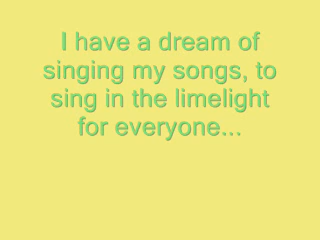 I have a dream of
singing my songs, to
sing in the limelight
for everyone...